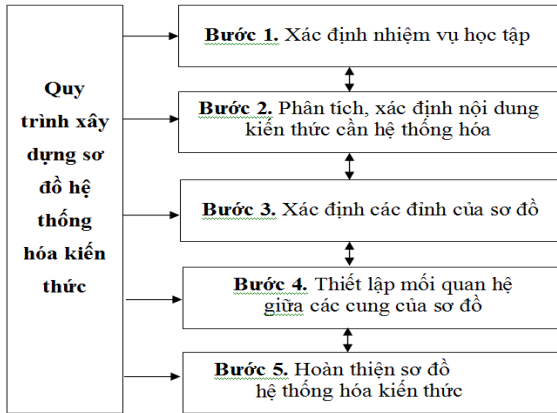 Quy
trình xây
dựng sơ
đồ hệ
thống
hóa kiến
thức
Bước 1. Xác định nhiệm vụ học tập
Bước 2. Phân tích, xác định nội dung
kiến thức cần hệ thống hóa
Bước 3. Xác định các đỉnh của sơ đồ
Bước 4. Thiết lập mối quan hệ
giữa các cung của sơ đồ
Bước 5. Hoàn thiện sơ đồ
hệ thống hóa kiến thức